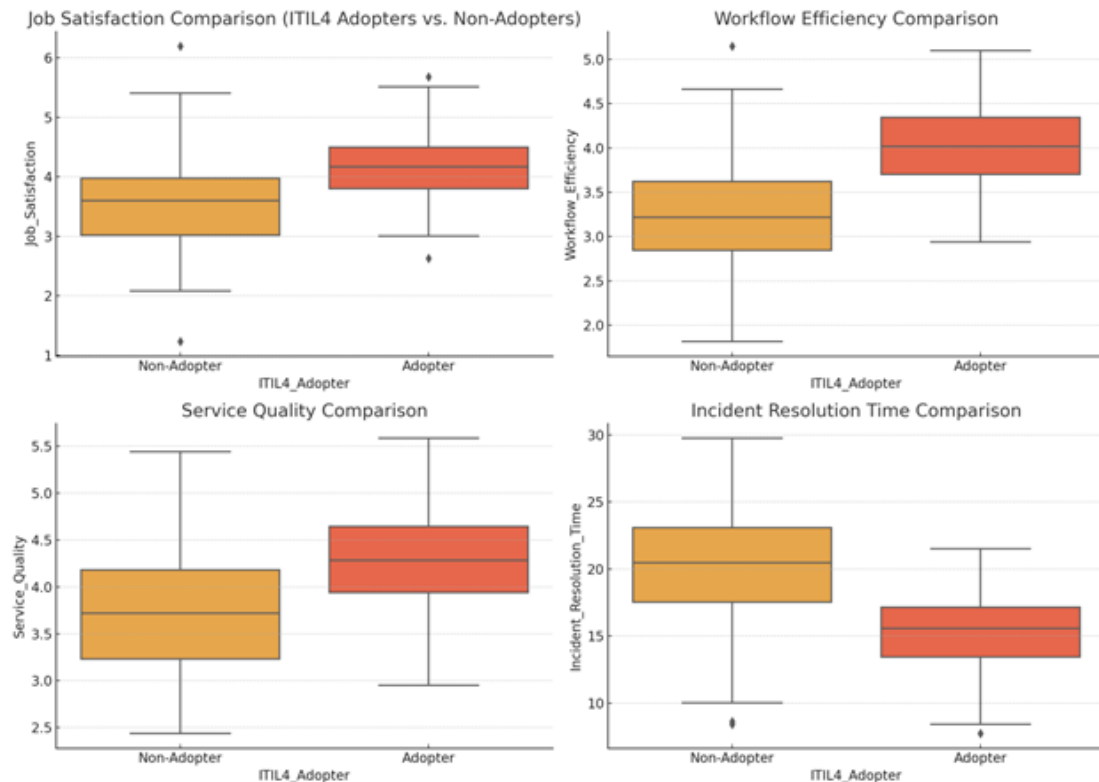 Job Satisfaction Comparison (ITIL4 Adopters vs. Non-Adopters)
6
5
4
3
2
1
Job_Satisfaction
Non-Adopter
Adopter
ITIL4_Adopter
Workflow Efficiency Comparison
5.0
4.5
4.0
3.5
3.0
2.5
2.0
Workflow_Efficiency
Non-Adopter
Adopter
ITIL4_Adopter
Service Quality Comparison
5.5
5.0
4.5
4.0
3.5
3.0
2.5
Service_Quality
Non-Adopter
Adopter
ITIL4_Adopter
Incident Resolution Time Comparison
30
25
20
15
10
Incident_Resolution_Time
Non-Adopter
Adopter
ITIL4_Adopter